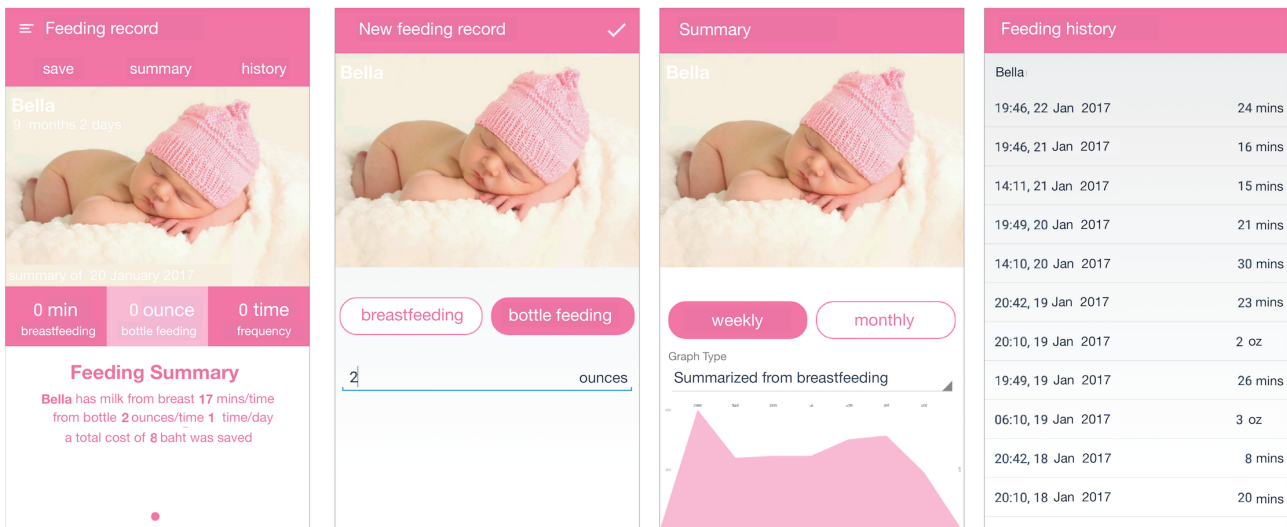 Feeding record
save summary history
Bella
9 months 2 days
summary of 20 January 2017
0 min 0 ounce 0 time
breastfeeding bottle feeding frequency
Feeding Summary
Bella has milk from breast 17 mins/time
from bottle 2 ounces/time 1 time/day
a total cost of 8 baht was saved
New feeding record
Bella
breastfeeding bottle feeding
2 ounces
Summary
Bella
weekly monthly
Graph Type
Summarized from breastfeeding
Feeding history
Bella
19:46, 22 Jan 2017 24 mins
19:46, 21 Jan 2017 16 mins
14:11, 21 Jan 2017 15 mins
19:49, 20 Jan 2017 21 mins
14:10, 20 Jan 2017 30 mins
20:42, 19 Jan 2017 23 mins
20:10, 19 Jan 2017 2 oz
19:49, 19 Jan 2017 26 mins
06:10, 19 Jan 2017 3 oz
20:42, 18 Jan 2017 8 mins
20:10, 18 Jan 2017 20 mins